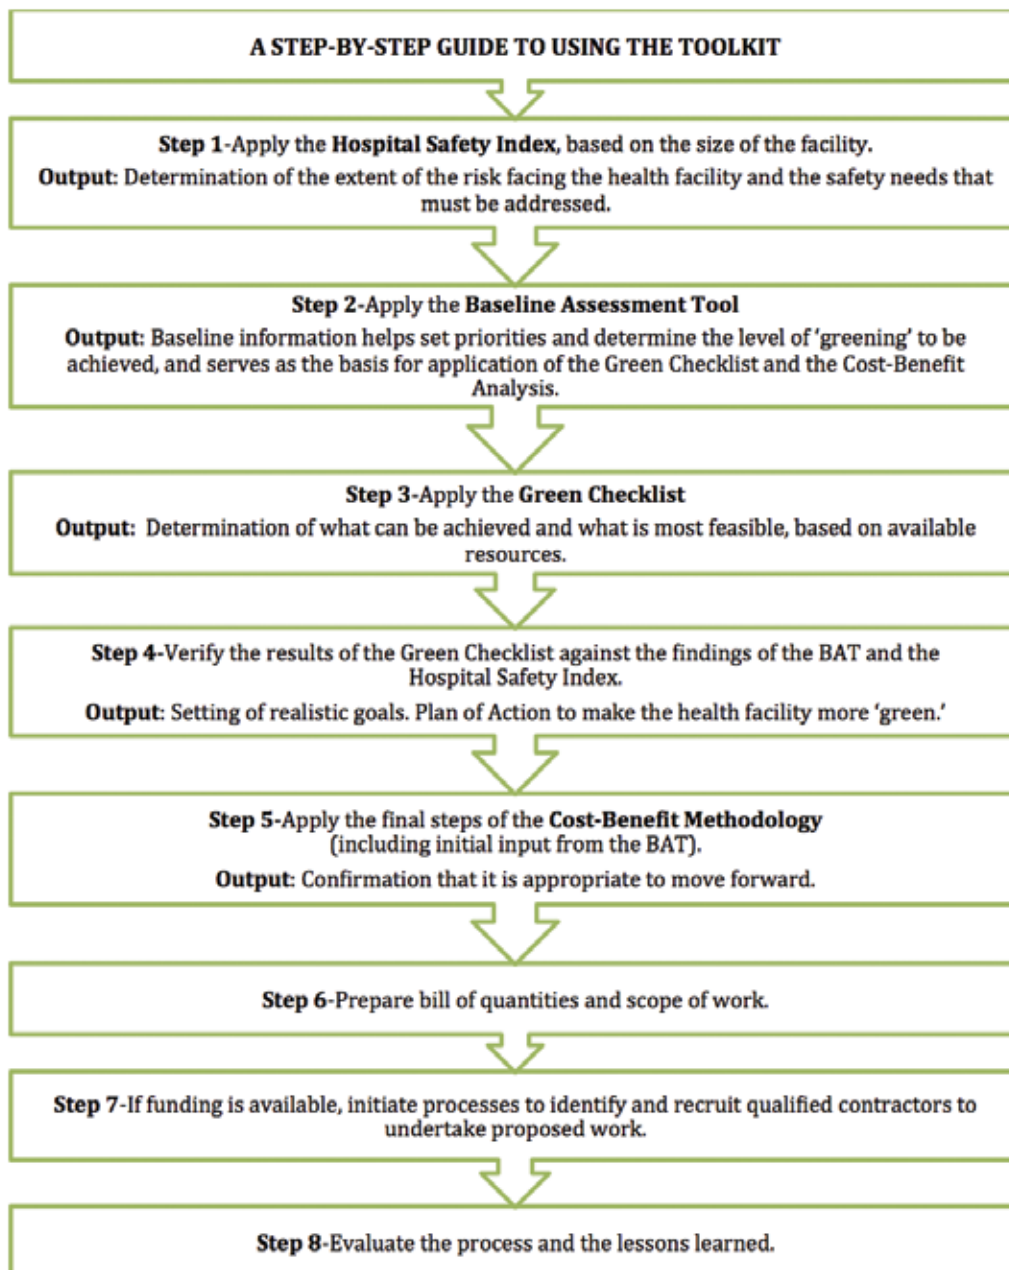 A STEP-BY-STEP GUIDE TO USING THE TOOLKIT
Step 1-Apply the Hospital Safety Index, based on the size of the facility.
Output: Determination of the extent of the risk facing the health facility and the safety needs that
must be addressed.
Step 2-Apply the Baseline Assessment Tool
Output: Baseline information helps set priorities and determine the level of ‘greening’ to be
achieved, and serves as the basis for application of the Green Checklist and the Cost-Benefit
Analysis.
Step 3-Apply the Green Checklist
Output: Determination of what can be achieved and what is most feasible, based on available
resources.
Step 4-Verify the results of the Green Checklist against the findings of the BAT and the
Hospital Safety Index.
Output: Setting of realistic goals. Plan of Action to make the health facility more ‘green.’
Step 5-Apply the final steps of the Cost-Benefit Methodology
(including initial input from the BAT).
Output: Confirmation that it is appropriate to move forward.
Step 6-Prepare bill of quantities and scope of work.
Step 7-If funding is available, initiate processes to identify and recruit qualified contractors to
undertake proposed work.
Step 8-Evaluate the process and the lessons learned.